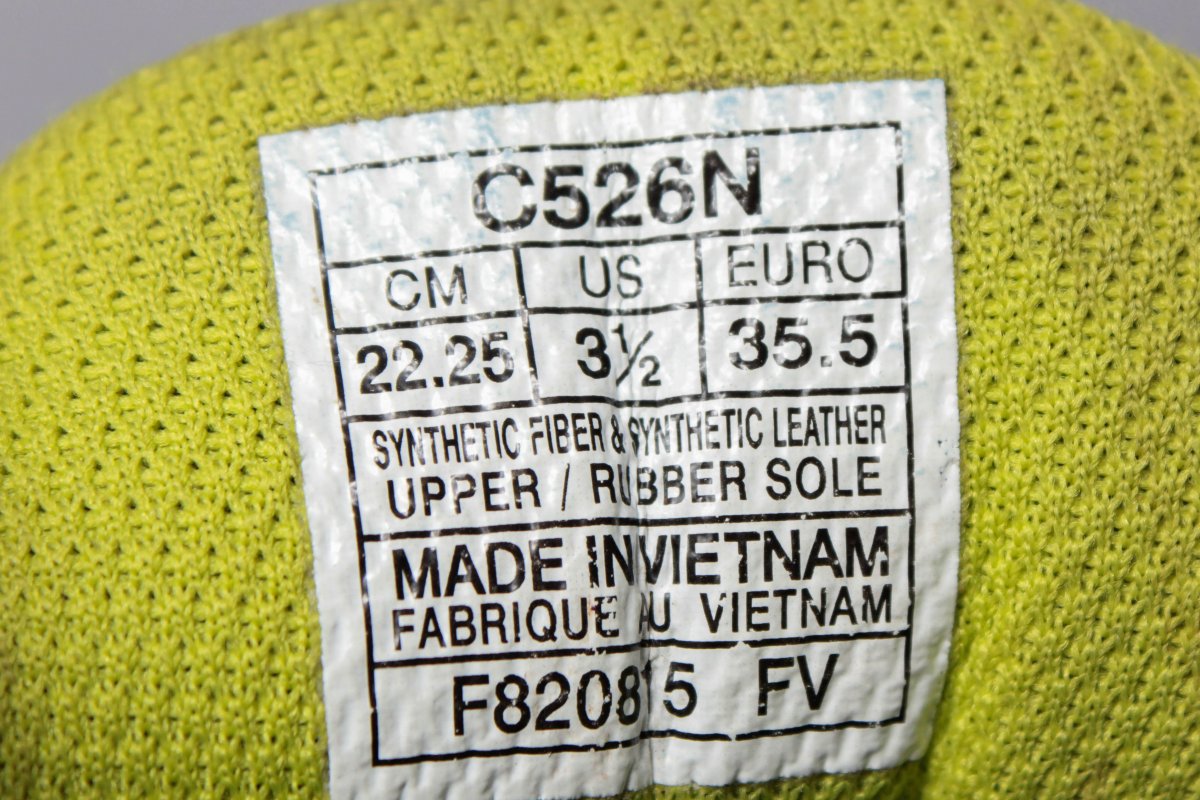 C526N
CM US EURO
22.25 3½ 35.5
SYNTHETIC FIBER & SYNTHETIC LEATHER
UPPER / RUBBER SOLE
MADE IN VIETNAM
FABRIQUE AU VIETNAM
F820815 FV